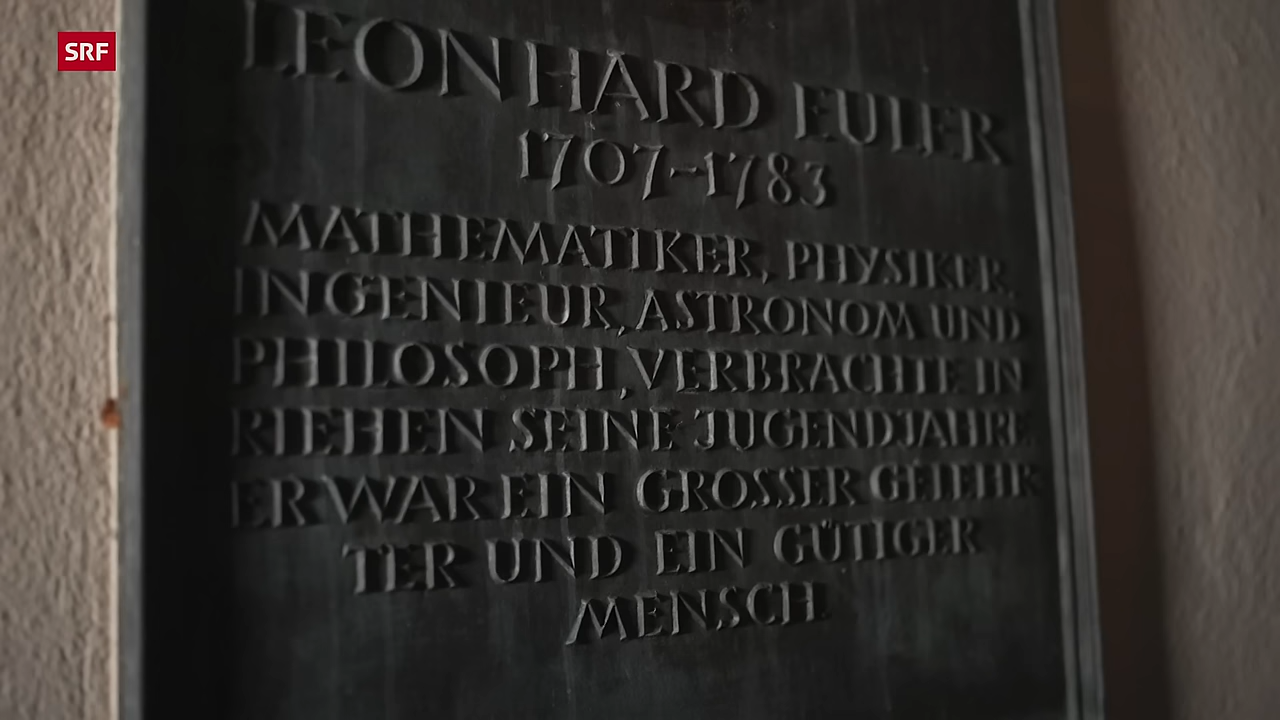 SRF
LEONHARD EULER
1707-1783
MATHEMATIKER, PHYSIKER,
INGENIEUR, ASTRONOM UND
PHILOSOPH, VERBRACHTE IN
RIEHEN SEINE JUGENDJAHRE.
ER WAR EIN GROSSER GELEHR
TER UND EIN GÜTIGER
MENSCH.